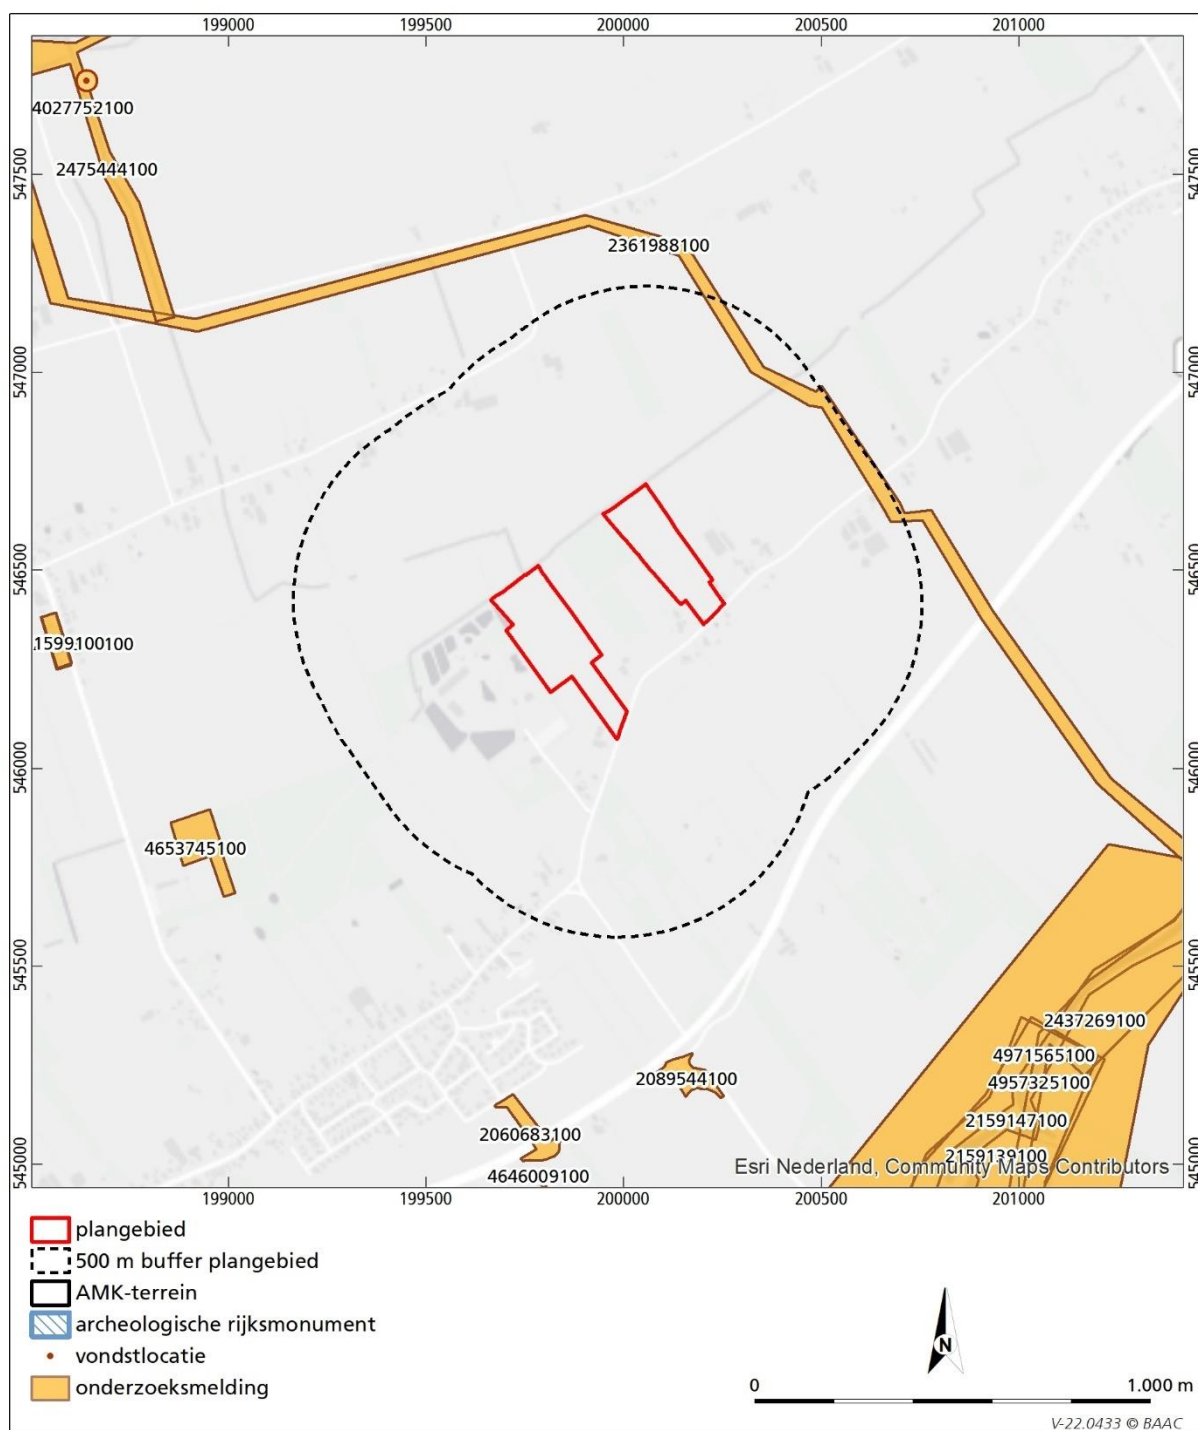 199000 199500 200000 200500 201000
547500
547000
546500
546000
545500
545000
547500
547000
546500
546000
545500
545000
4027752100
2475444100
2361988100
1599100100
4653745100
2437269100
4971565100
2089544100
4957325100
2159147100
2060683100
2159139100
4646009100
Esri Nederland, Community Maps Contributors
199000 199500 200000 200500 201000
plangebied
500 m buffer plangebied
AMK-terrein
archeologische rijksmonument
vondstlocatie
onderzoeksmelding
N
0 1.000 m
V-22.0433 © BAAC